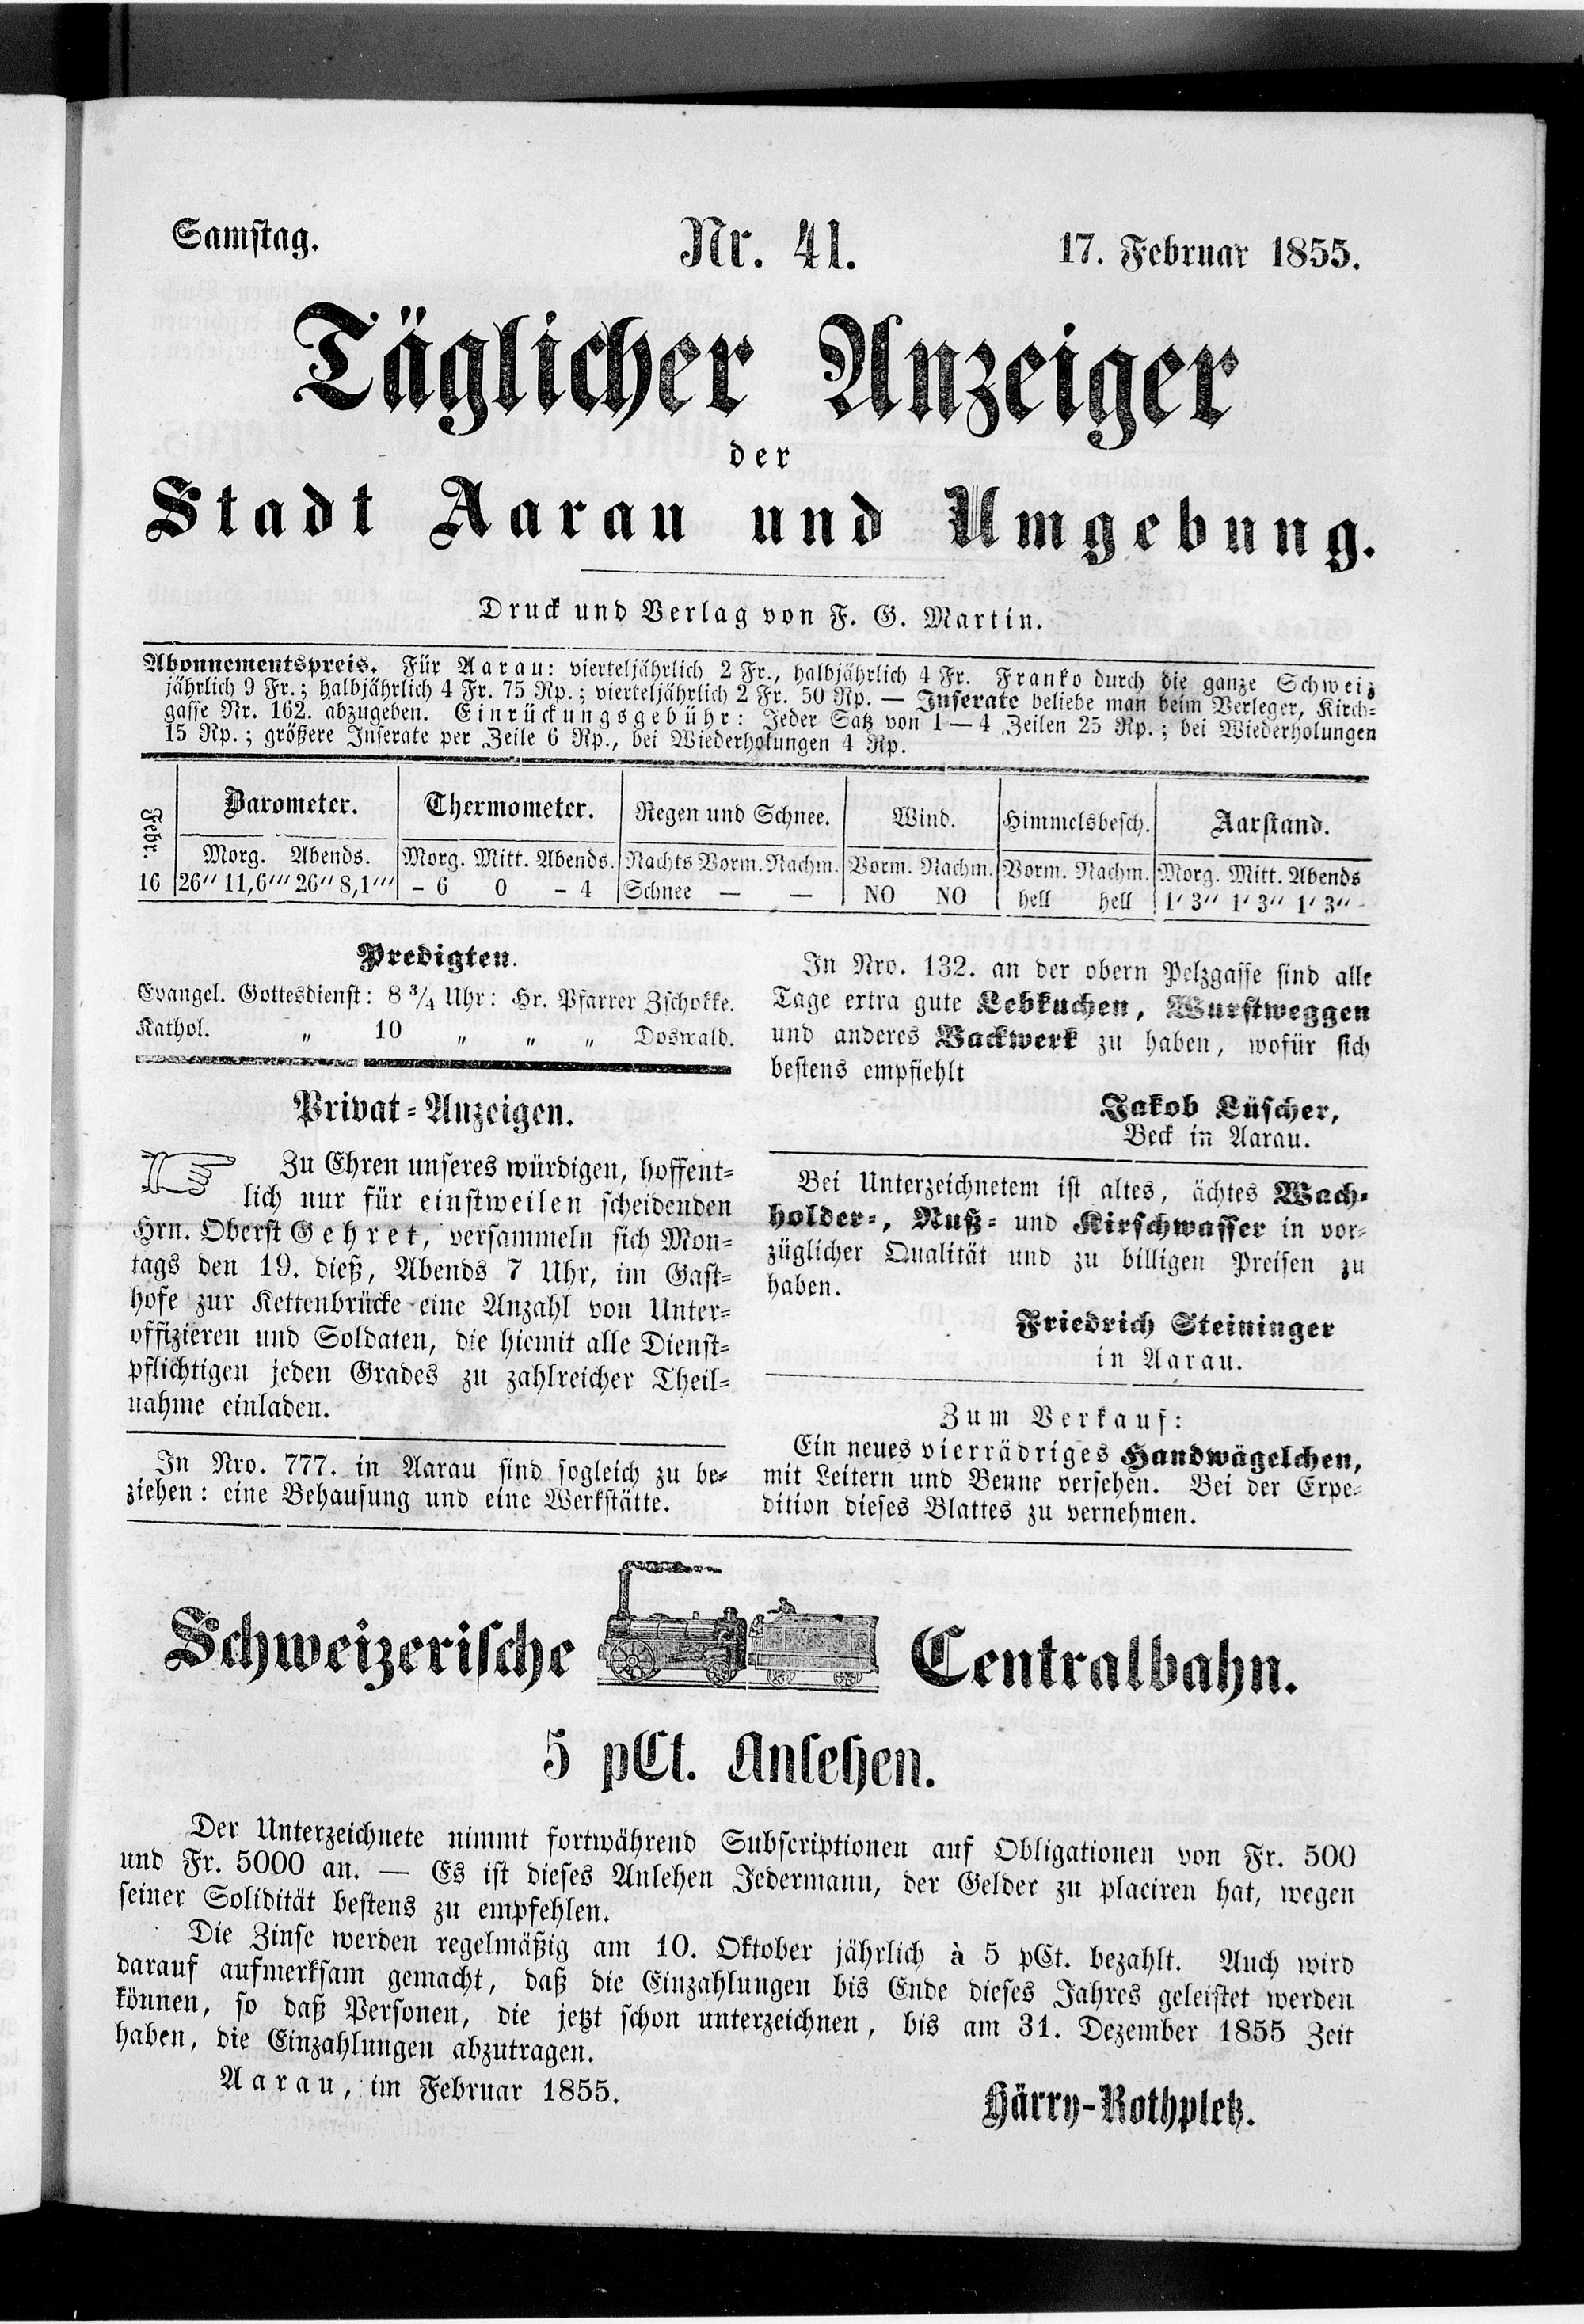 Samstag.
Nr. 41.
17. Februar 1855.
Täglicher Anzeiger
der
Stadt Aarau und Umgebung.
Druck und Verlag von F. G. Martin.
Abonnementspreis. Für Aarau: vierteljährlich 2 Fr., halbjährlich 4 Fr. Franko durch die ganze Schweiz
jährlich 9 Fr.; halbjährlich 4 Fr. 75 Rp.; vierteljährlich 2 Fr. 50 Rp. — Inserate beliebe man beim Verleger, Kirch=
gasse Nr. 162. abzugeben. Einrückungsgebühr: Jeder Satz von 1—4 Zeilen 25 Rp.; bei Wiederholungen
15 Rp.; größere Inserate per Zeile 6 Rp., bei Wiederholungen 4 Rp.
Febr. Barometer. Thermometer. Regen und Schnee. Wind. Himmelsbesch. Aarstand.
Morg. Abends. Morg. Mitt. Abends. Nachts Vorm. Nachm. Vorm. Nachm. Vorm. Nachm. Morg. Mitt. Abends
16 26'' 11,6''' 26'' 8,1''' - 6 0 - 4 Schnee — — NO NO hell hell 1' 3'' 1' 3'' 1' 3''
Predigten.
Evangel. Gottesdienst: 8 3/4 Uhr: Hr. Pfarrer Zschokke.
Kathol. „ 10 „ „ „ Doswald.
Privat=Anzeigen.
Zu Ehren unseres würdigen, hoffent=
lich nur für einstweilen scheidenden
Hrn. Oberst Gehret, versammeln sich Mon=
tags den 19. dieß, Abends 7 Uhr, im Gast=
hofe zur Kettenbrücke eine Anzahl von Unter=
offizieren und Soldaten, die hiemit alle Dienst=
pflichtigen jeden Grades zu zahlreicher Theil=
nahme einladen.
In Nro. 777. in Aarau sind sogleich zu be=
ziehen: eine Behausung und eine Werkstätte.
In Nro. 132. an der obern Pelzgasse sind alle
Tage extra gute Lebkuchen, Wurstweggen
und anderes Backwerk zu haben, wofür sich
bestens empfiehlt
Jakob Lüscher,
Beck in Aarau.
Bei Unterzeichnetem ist altes, ächtes Wach=
holder=, Nuß= und Kirschwasser in vor=
züglicher Qualität und zu billigen Preisen zu
haben.
Friedrich Steininger
in Aarau.
Zum Verkauf:
Ein neues vierrädriges Handwägelchen,
mit Leitern und Benne versehen. Bei der Expe=
dition dieses Blattes zu vernehmen.
Schweizerische Centralbahn.
5 pCt. Anlehen.
Der Unterzeichnete nimmt fortwährend Subscriptionen auf Obligationen von Fr. 500
und Fr. 5000 an. — Es ist dieses Anlehen Jedermann, der Gelder zu placiren hat, wegen
seiner Solidität bestens zu empfehlen.
Die Zinse werden regelmäßig am 10. Oktober jährlich à 5 pCt. bezahlt. Auch wird
darauf aufmerksam gemacht, daß die Einzahlungen bis Ende dieses Jahres geleistet werden
können, so daß Personen, die jetzt schon unterzeichnen, bis am 31. Dezember 1855 Zeit
haben, die Einzahlungen abzutragen.
Aarau, im Februar 1855.
Härry-Rothpletz.